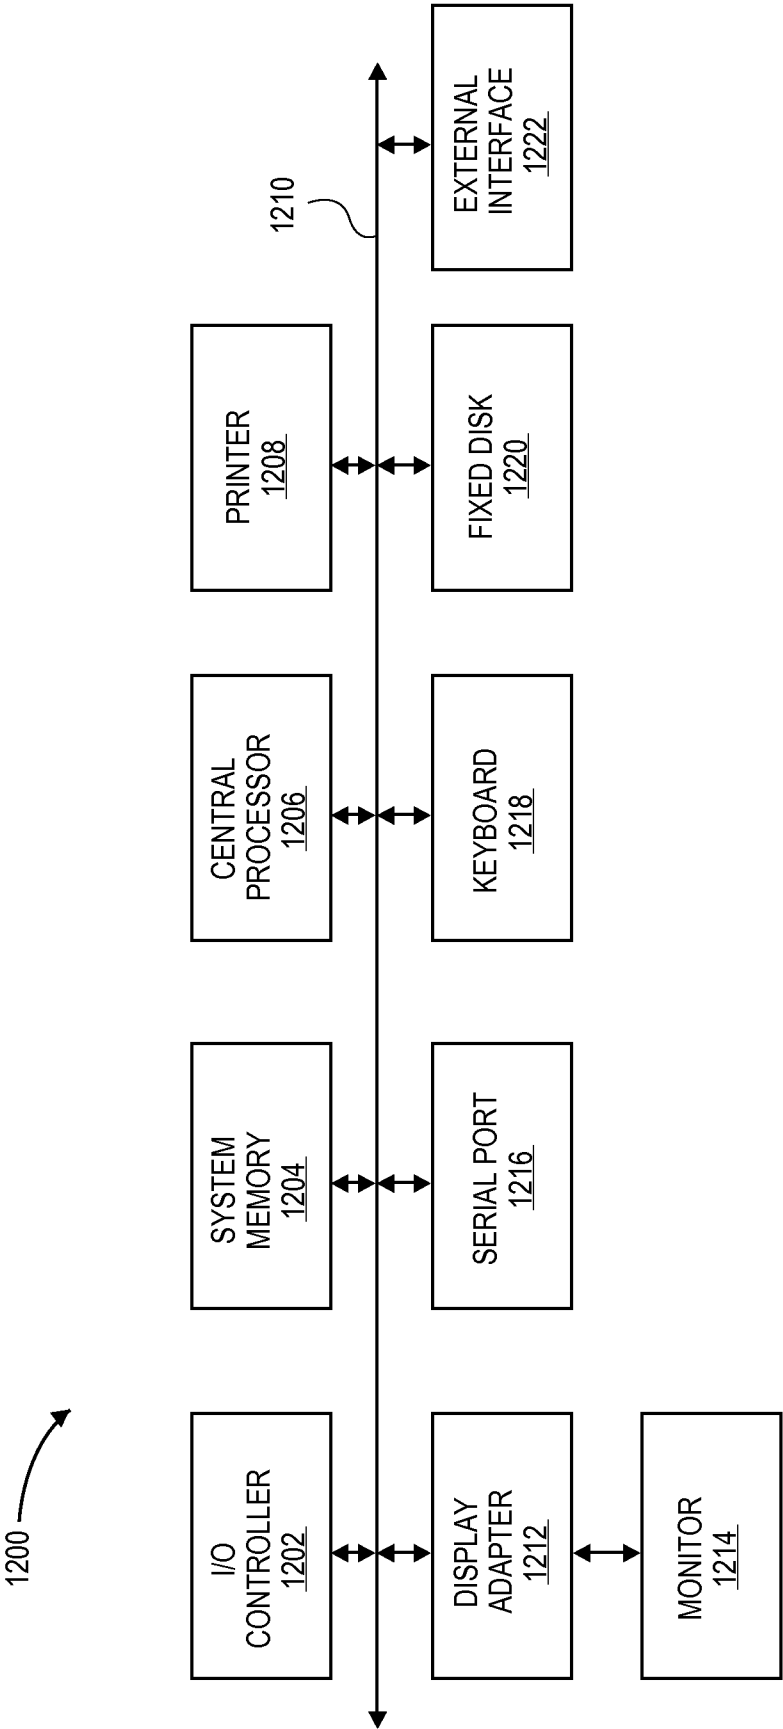 1200
I/O
CONTROLLER
1202
SYSTEM
MEMORY
1204
CENTRAL
PROCESSOR
1206
PRINTER
1208
1210
DISPLAY
ADAPTER
1212
SERIAL PORT
1216
KEYBOARD
1218
FIXED DISK
1220
EXTERNAL
INTERFACE
1222
MONITOR
1214